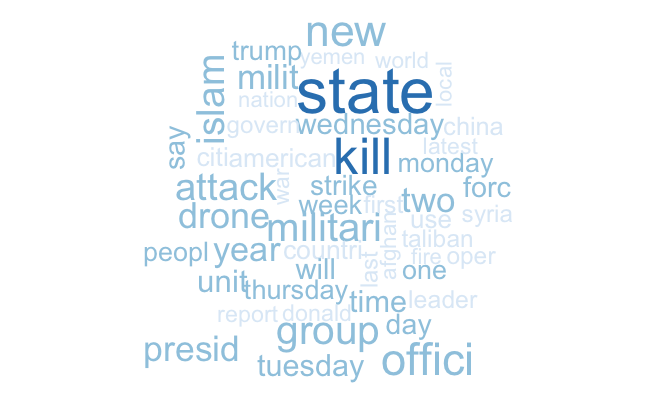 new
trump
yemen
world
milit
islam
state
local
nation
govern
wednesday
china
say
latest
citi
american
kill
monday
attack
war
strike
forc
drone
week
first
two
militari
use
syria
peopl
year
countri
afghan
taliban
fire
oper
will
last
one
unit
thursday
time
leader
report
donald
group
day
presid
tuesday
offici